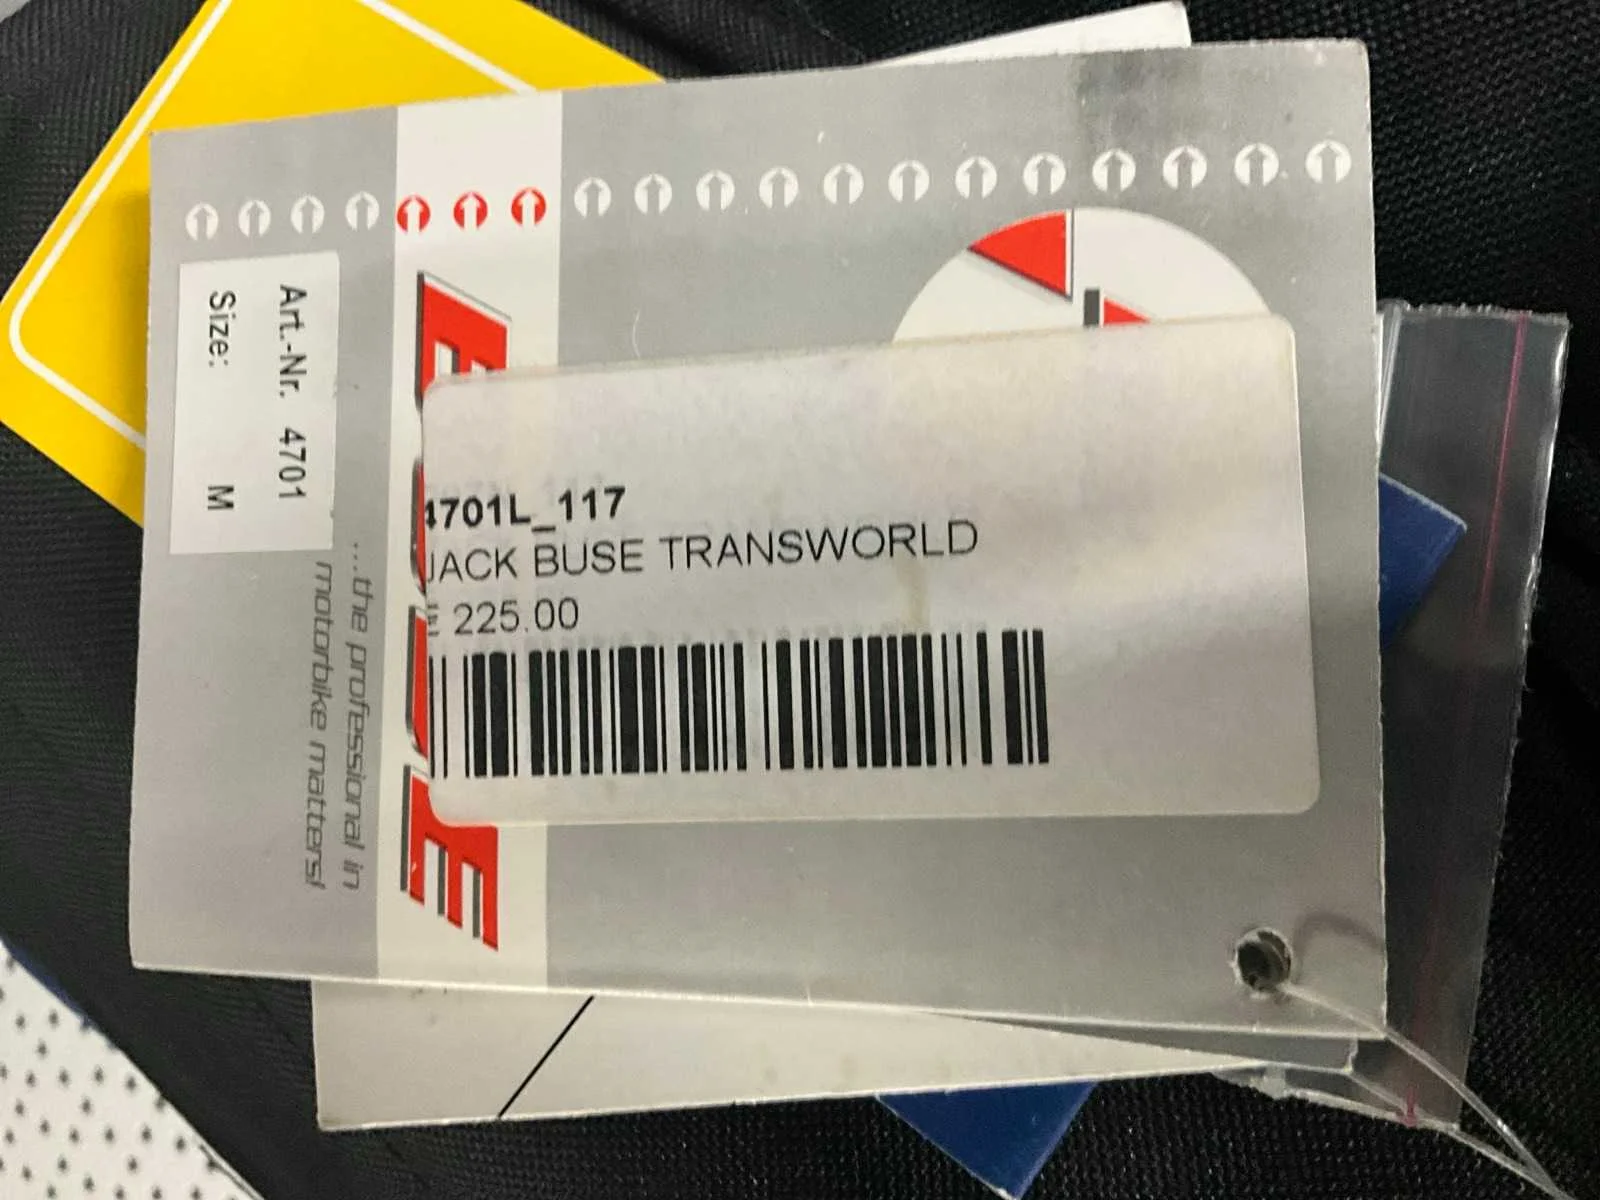 Art.-Nr. 4701
Size: M
...the professional in
motorbike matters!
4701L_117
JACK BUSE TRANSWORLD
E 225.00